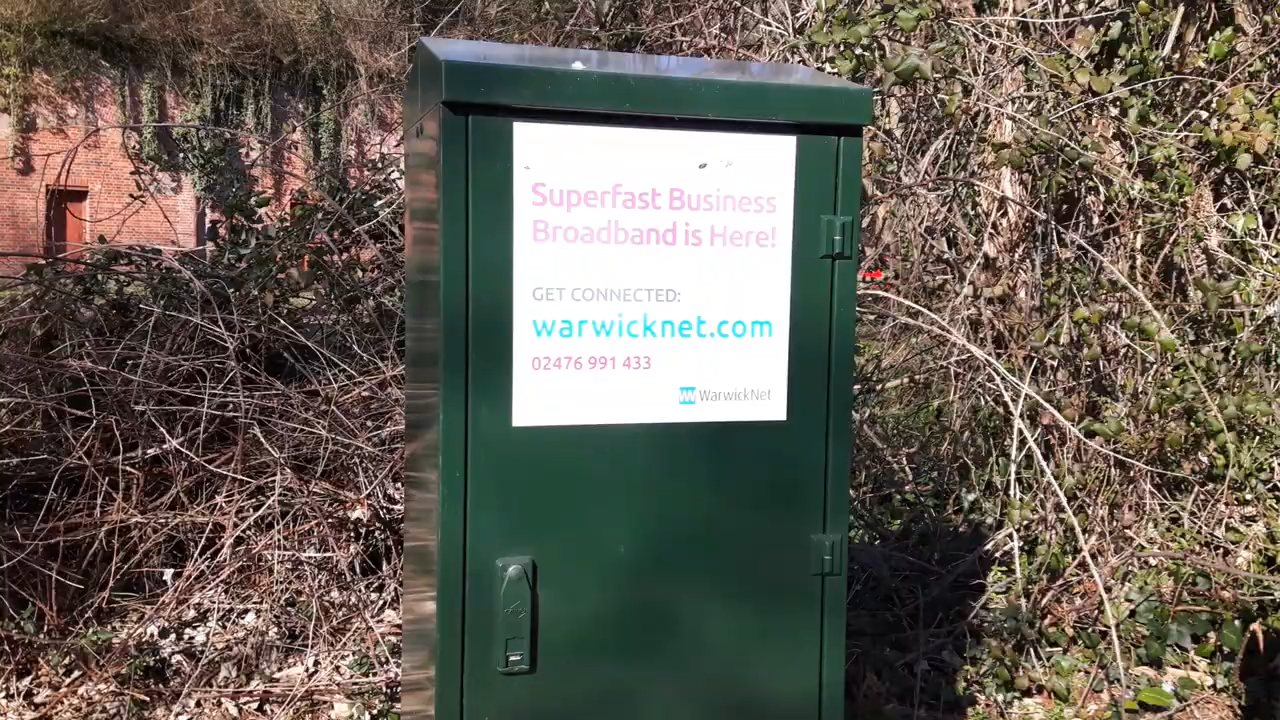 Superfast Business
Broadband is Here!
GET CONNECTED:
warwicknet.com
02476 991 433
W WarwickNet